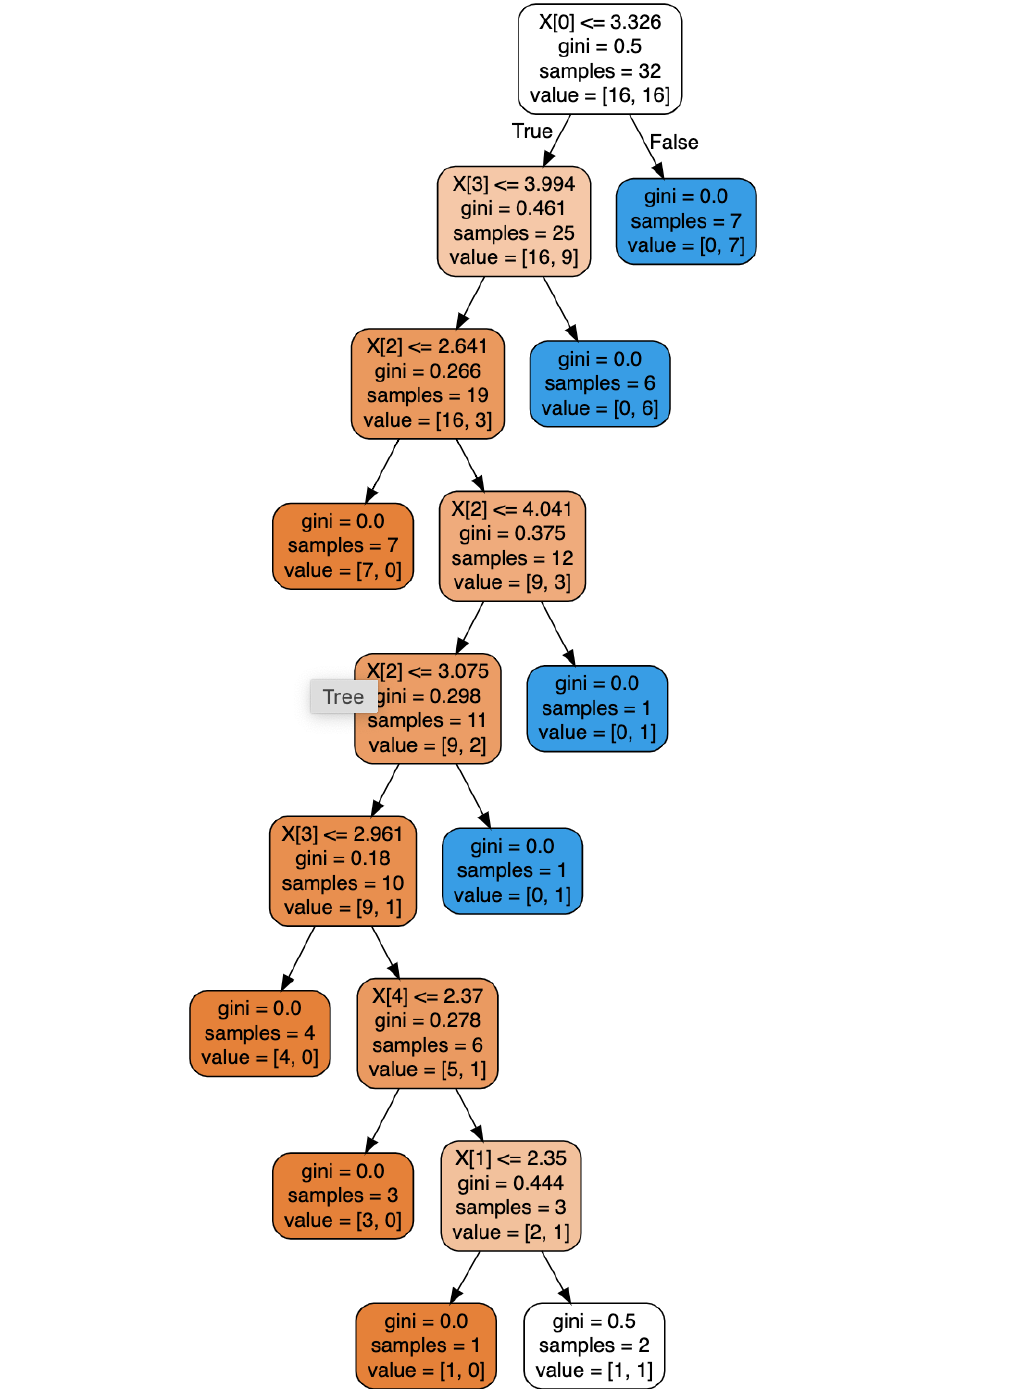 X[0] <= 3.326
gini = 0.5
samples = 32
value = [16, 16]
True
False
X[3] <= 3.994
gini = 0.461
samples = 25
value = [16, 9]
gini = 0.0
samples = 7
value = [0, 7]
X[2] <= 2.641
gini = 0.266
samples = 19
value = [16, 3]
gini = 0.0
samples = 6
value = [0, 6]
gini = 0.0
samples = 7
value = [7, 0]
X[2] <= 4.041
gini = 0.375
samples = 12
value = [9, 3]
X[2] <= 3.075
gini = 0.298
samples = 11
value = [9, 2]
Tree
gini = 0.0
samples = 1
value = [0, 1]
X[3] <= 2.961
gini = 0.18
samples = 10
value = [9, 1]
gini = 0.0
samples = 1
value = [0, 1]
gini = 0.0
samples = 4
value = [4, 0]
X[4] <= 2.37
gini = 0.278
samples = 6
value = [5, 1]
gini = 0.0
samples = 3
value = [3, 0]
X[1] <= 2.35
gini = 0.444
samples = 3
value = [2, 1]
gini = 0.0
samples = 1
value = [1, 0]
gini = 0.5
samples = 2
value = [1, 1]